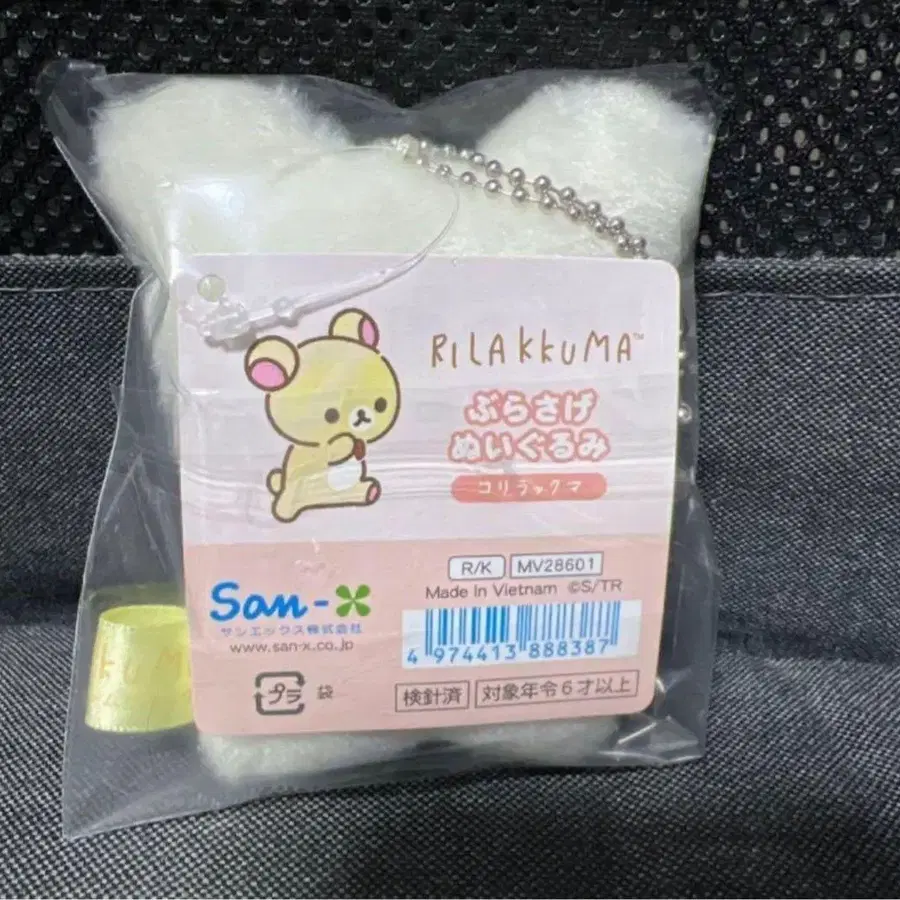 RILAKKUMA™
ぶらさげ
ぬいぐるみ
コリラックマ
R/K MV28601
Made In Vietnam ©S/TR
San-X
サンエックス株式会社
www.san-x.co.jp
4 974413 888387
プラ 袋
検針済 対象年令6才以上
KUMA